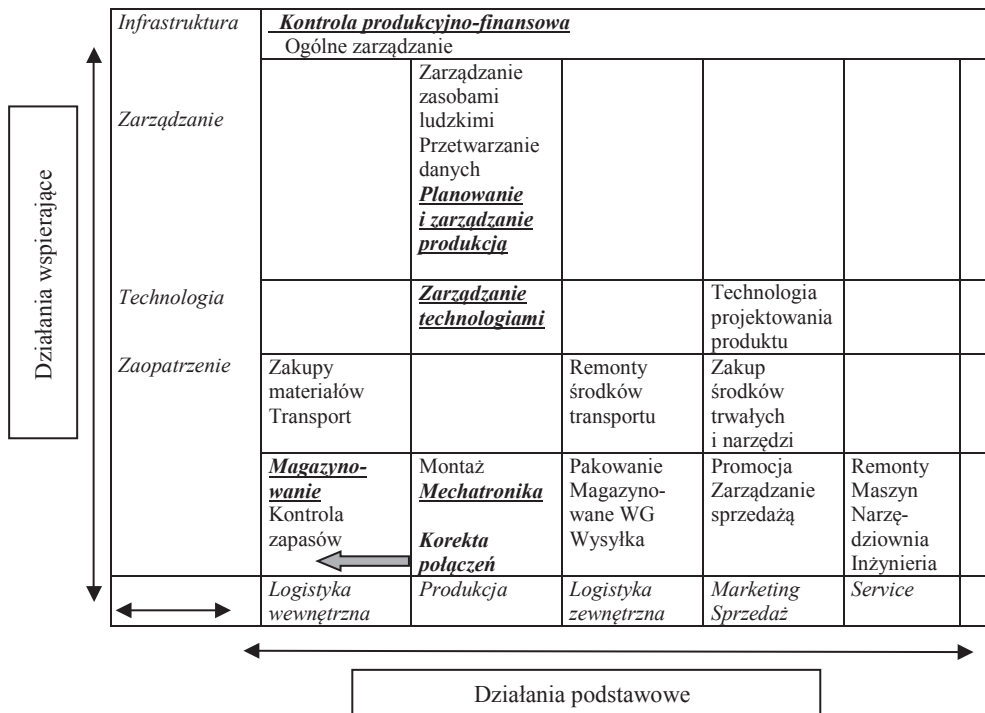 Infrastruktura
Kontrola produkcyjno-finansowa
Ogólne zarządzanie
Działania wspierające
Zarządzanie
Zarządzanie
zasobami
ludzkimi
Przetwarzanie
danych
Planowanie
i zarządzanie
produkcją
Technologia
Zarządzanie
technologiami
Technologia
projektowania
produktu
Zaopatrzenie
Zakupy
materiałów
Transport
Remonty
środków
transportu
Zakup
środków
trwałych
i narzędzi
Magazyno-
wanie
Kontrola
zapasów
Montaż
Mechatronika
Korekta
połączeń
Pakowanie
Magazyno-
wane WG
Wysyłka
Promocja
Zarządzanie
sprzedażą
Remonty
Maszyn
Narzę-
dziownia
Inżynieria
Logistyka
wewnętrzna
Produkcja
Logistyka
zewnętrzna
Marketing
Sprzedaż
Service
Działania podstawowe